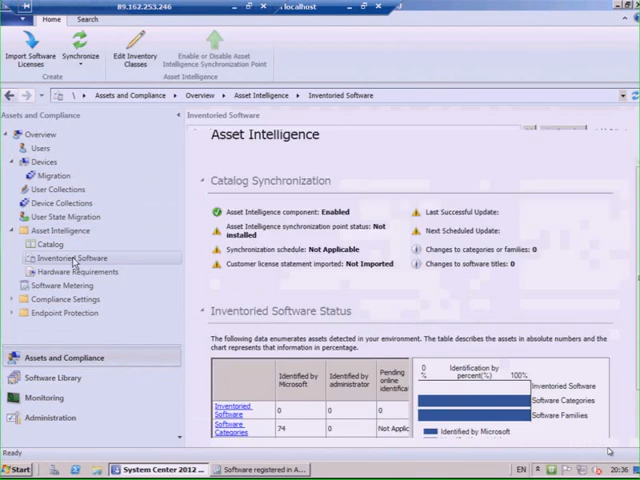 89.162.253.246
localhost
Home Search
Import Software Licenses
Synchronize
Edit Inventory Classes
Enable or Disable Asset Intelligence Synchronization Point
Create
Asset Intelligence
\ Assets and Compliance Overview Asset Intelligence Inventoried Software
Assets and Compliance
Overview
Users
Devices
Migration
User Collections
Device Collections
User State Migration
Asset Intelligence
Catalog
Inventoried Software
Hardware Requirements
Software Metering
Compliance Settings
Endpoint Protection
Assets and Compliance
Software Library
Monitoring
Administration
Inventoried Software
Asset Intelligence
Catalog Synchronization
Asset Intelligence component: Enabled
Last Successful Update:
Asset Intelligence synchronization point status: Not installed
Next Scheduled Update:
Synchronization schedule: Not Applicable
Changes to categories or families: 0
Customer license statement imported: Not Imported
Changes to software titles: 0
Inventoried Software Status
The following data enumerates assets detected in your environment. The table describes the assets in absolute numbers and the
chart represents that information in percentage.
Identified by Microsoft
Identified by administrator
Pending online identifica
Inventoried Software 0 0 0
Software Categories 74 0 Not Applic
0 % Identification by percent(%) 100%
Inventoried Software
Software Categories
Software Families
Identified by Microsoft
Ready
Start
System Center 2012 ...
Software registered in A...
EN
20:36